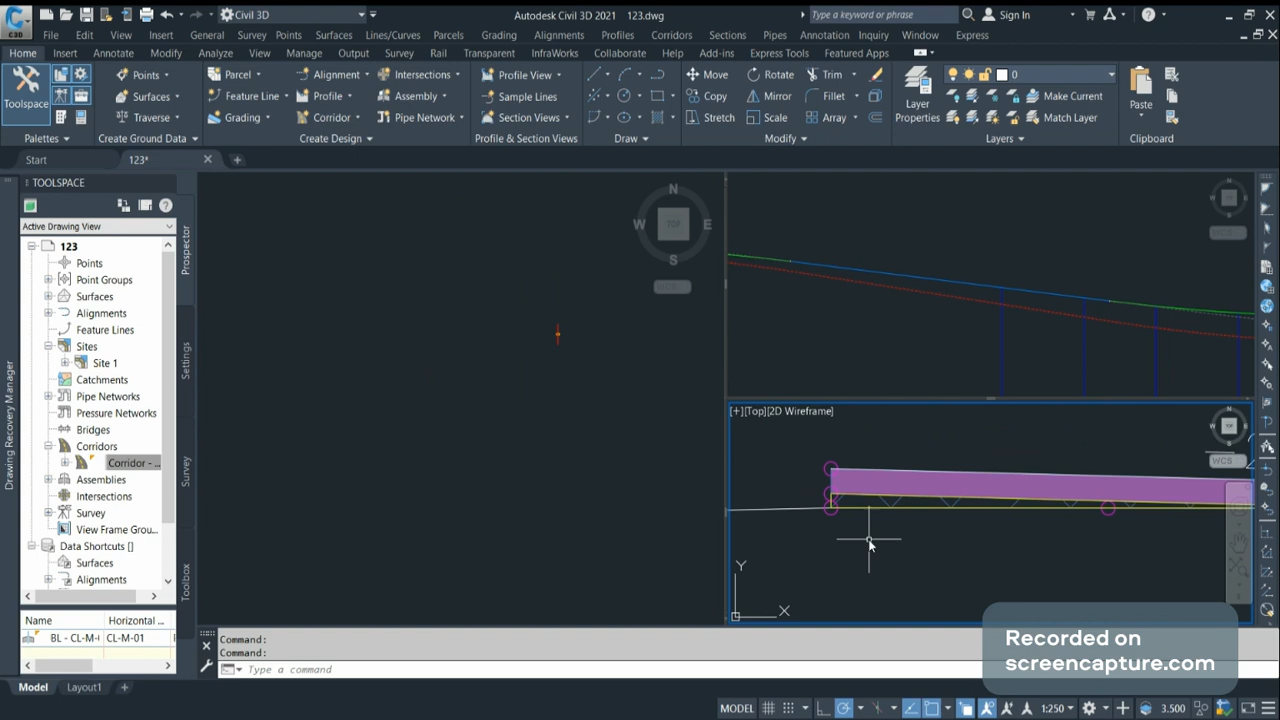 C3D
Civil 3D
Autodesk Civil 3D 2021 123.dwg
Type a keyword or phrase
Sign In
File Edit View Insert General Survey Points Surfaces Lines/Curves Parcels Grading Alignments Profiles Corridors Sections Pipes Annotation Inquiry Window Express
Home Insert Annotate Modify Analyze View Manage Output Survey Rail Transparent InfraWorks Collaborate Help Add-ins Express Tools Featured Apps
Toolspace
Points
Surfaces
Traverse
Parcel
Feature Line
Grading
Alignment
Profile
Corridor
Intersections
Assembly
Pipe Network
Profile View
Sample Lines
Section Views
Move
Copy
Stretch
Rotate
Mirror
Scale
Trim
Fillet
Array
Layer Properties
0
Make Current
Match Layer
Paste
Palettes Create Ground Data Create Design Profile & Section Views Draw Modify Layers Clipboard
Start 123*
TOOLSPACE
Active Drawing View
123
Points
Point Groups
Surfaces
Alignments
Feature Lines
Sites
Site 1
Catchments
Pipe Networks
Pressure Networks
Bridges
Corridors
Corridor - ...
Assemblies
Intersections
Survey
View Frame Grou...
Data Shortcuts []
Surfaces
Alignments
Name Horizontal ...
BL - CL-M-( CL-M-01
Drawing Recovery Manager
Prospector
Settings
Survey
Toolbox
N
W TOP E
S
[+][Top][2D Wireframe]
N
WCS
Y
X
Command:
Command:
Type a command
Model Layout1
MODEL 1:250 3.500
Recorded on
screencapture.com